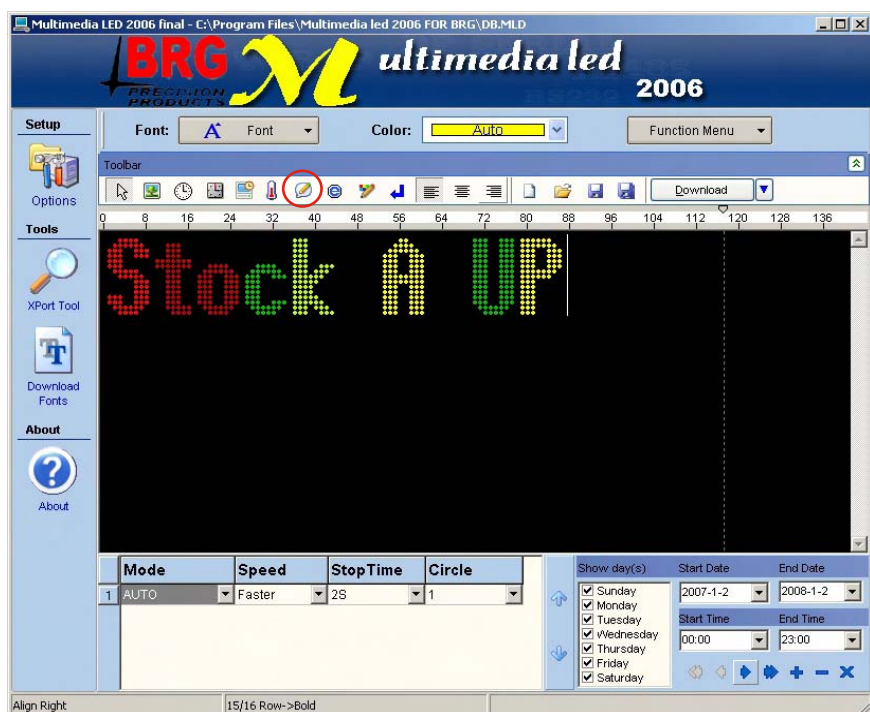 Multimedia LED 2006 final - C:\Program Files\Multimedia led 2006 FOR BRG\DB.MLD
BRG
PRECISION
PRODUCTS
Multimedia led
2006
Setup
Font: A Font
Color: Auto
Function Menu
Toolbar
Options
Download
0 8 16 24 32 40 48 56 64 72 80 88 96 104 112 120 128 136
Tools
Stock A UP
XPort Tool
Download
Fonts
About
About
Mode Speed StopTime Circle
1 AUTO Faster 2S 1
Show day(s)
Sunday
Monday
Tuesday
Wednesday
Thursday
Friday
Saturday
Start Date End Date
2007-1-2 2008-1-2
Start Time End Time
00:00 23:00
Align Right
15/16 Row->Bold